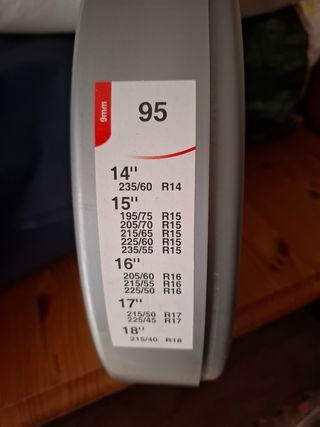 9mm
95
14"
235/60 R14
15"
195/75 R15
205/70 R15
215/65 R15
225/60 R15
235/55 R15
16"
205/60 R16
215/55 R16
225/50 R16
17"
215/50 R17
225/45 R17
18"
215/40 R18